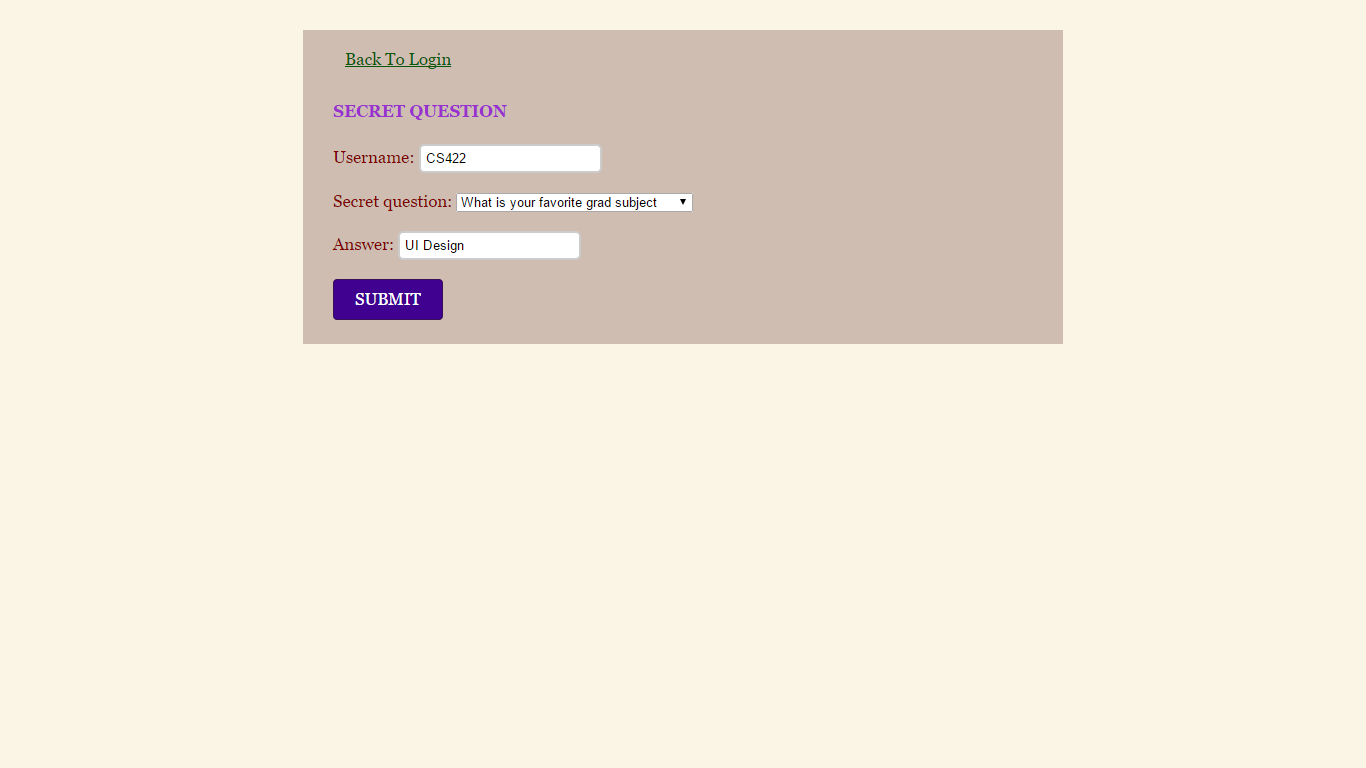 Back To Login
SECRET QUESTION
Username: CS422
Secret question: What is your favorite grad subject
Answer: UI Design
SUBMIT